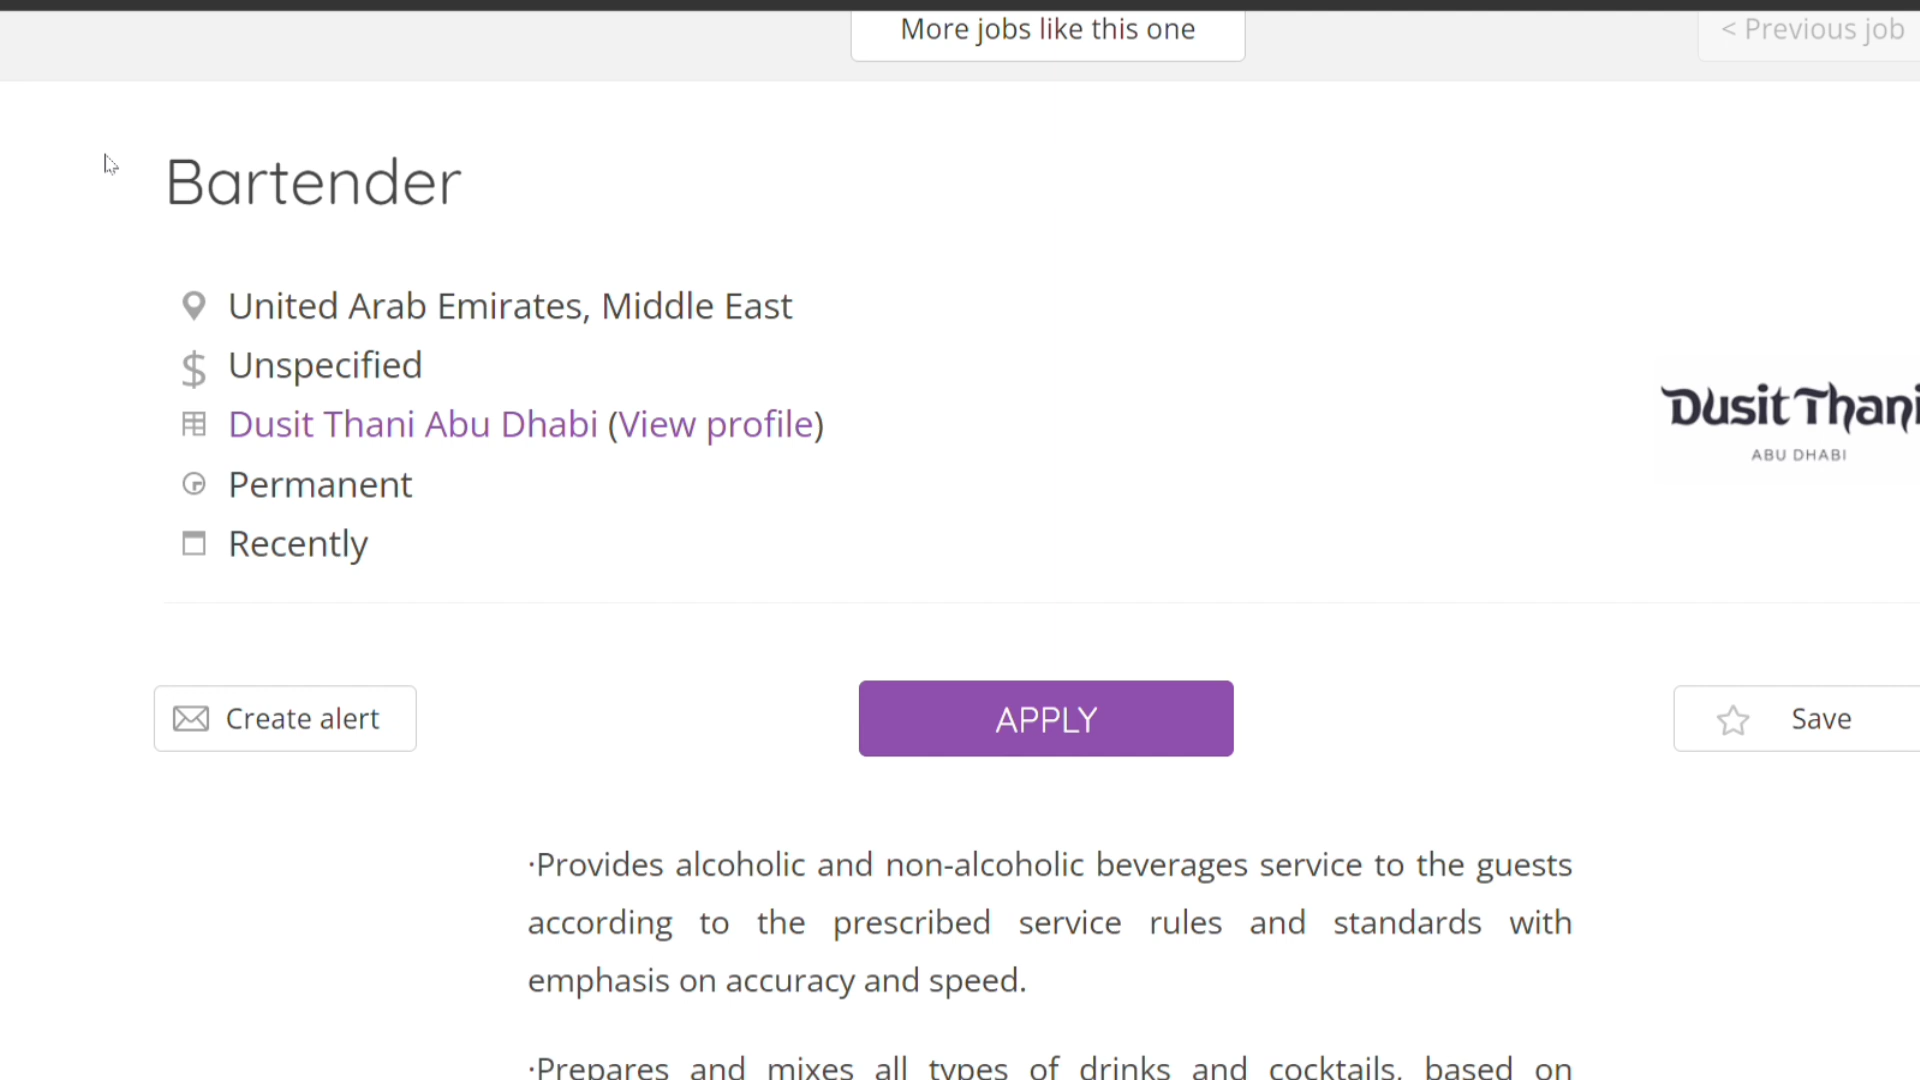 More jobs like this one
< Previous job
Bartender
United Arab Emirates, Middle East
Unspecified
Dusit Thani Abu Dhabi (View profile)
Permanent
Recently
Dusit Thani
ABU DHABI
Create alert
APPLY
Save
·Provides alcoholic and non-alcoholic beverages service to the guests
according to the prescribed service rules and standards with
emphasis on accuracy and speed.
·Prepares and mixes all types of drinks and cocktails, based on